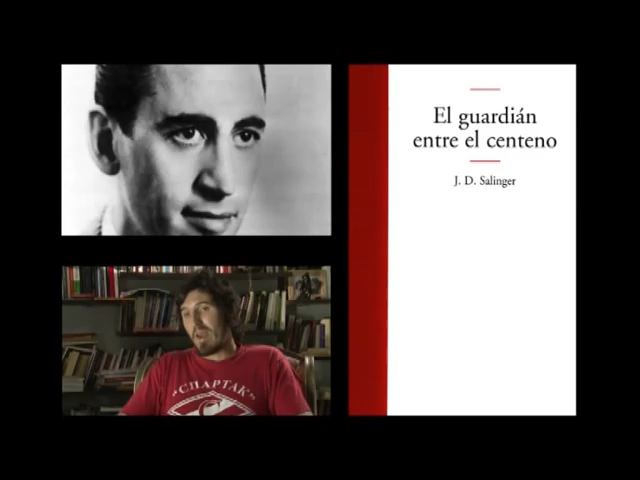 El guardián
entre el centeno
J. D. Salinger
"СПАРТАК"